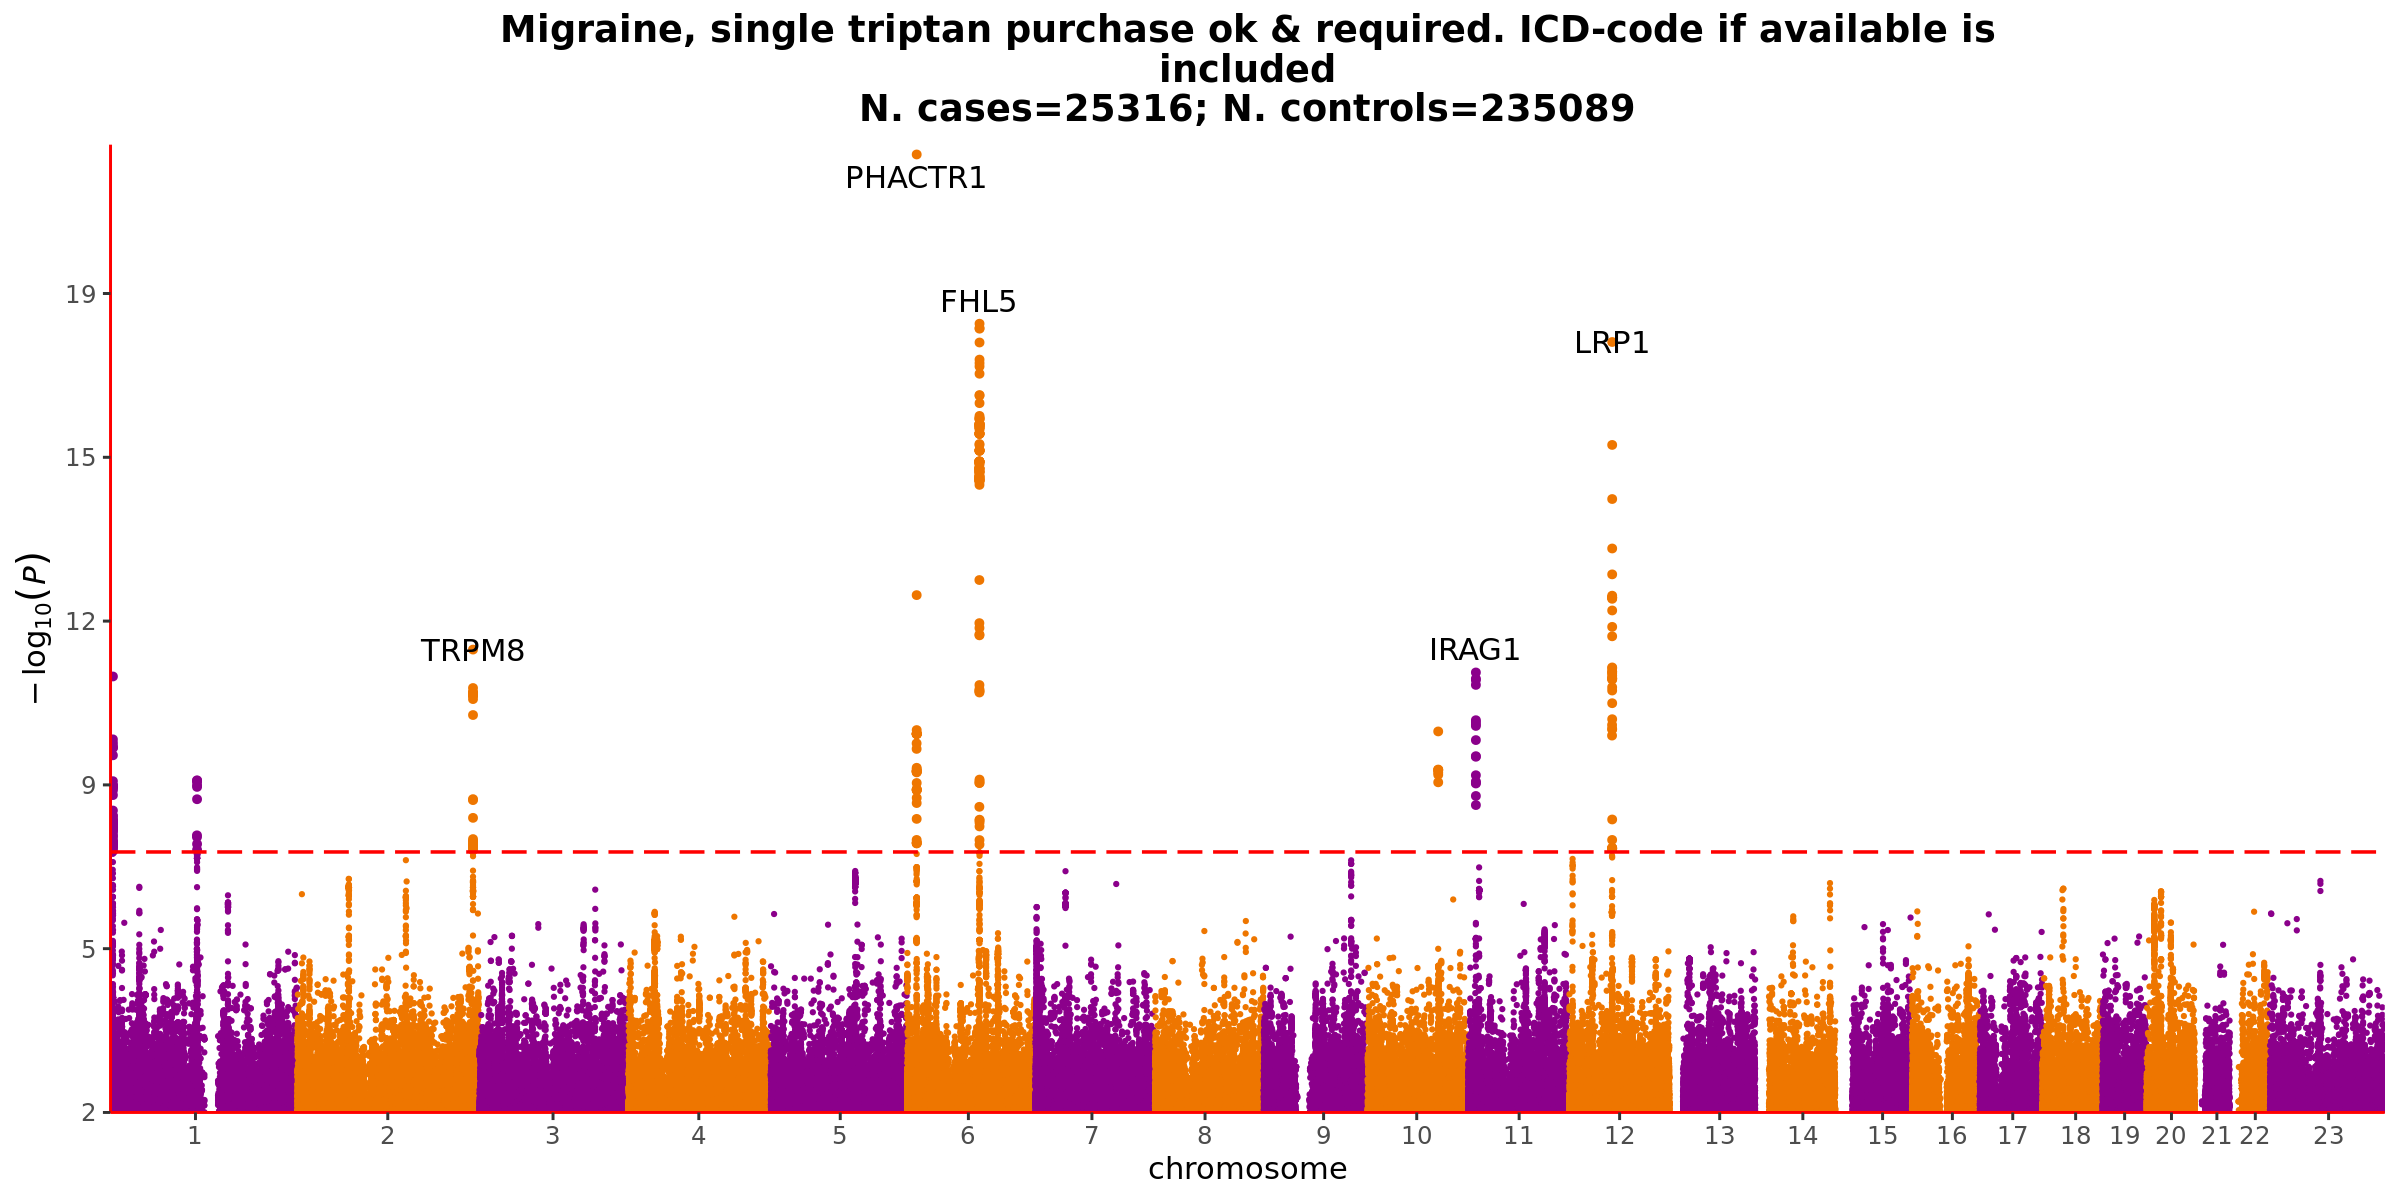 Migraine, single triptan purchase ok & required. ICD-code if available is
included
N. cases=25316; N. controls=235089
PHACTR1
19
FHL5
LRP1
15
12
TRPM8
IRAG1
−log10(P)
9
5
2
1 2 3 4 5 6 7 8 9 10 11 12 13 14 15 16 17 18 19 20 21 22 23
chromosome